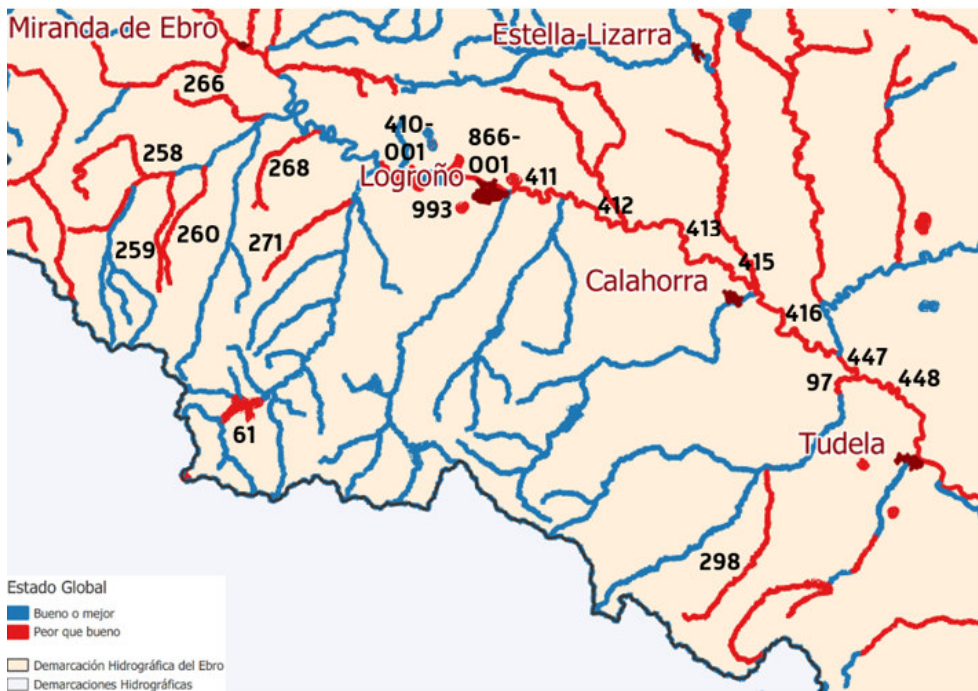 Miranda de Ebro
Estella-Lizarra
266
410-
001
866-
001
258
268
Logroño
411
993
412
259
260
271
413
415
Calahorra
416
447
97
448
61
Tudela
298
Estado Global
Bueno o mejor
Peor que bueno
Demarcación Hidrográfica del Ebro
Demarcaciones Hidrográficas